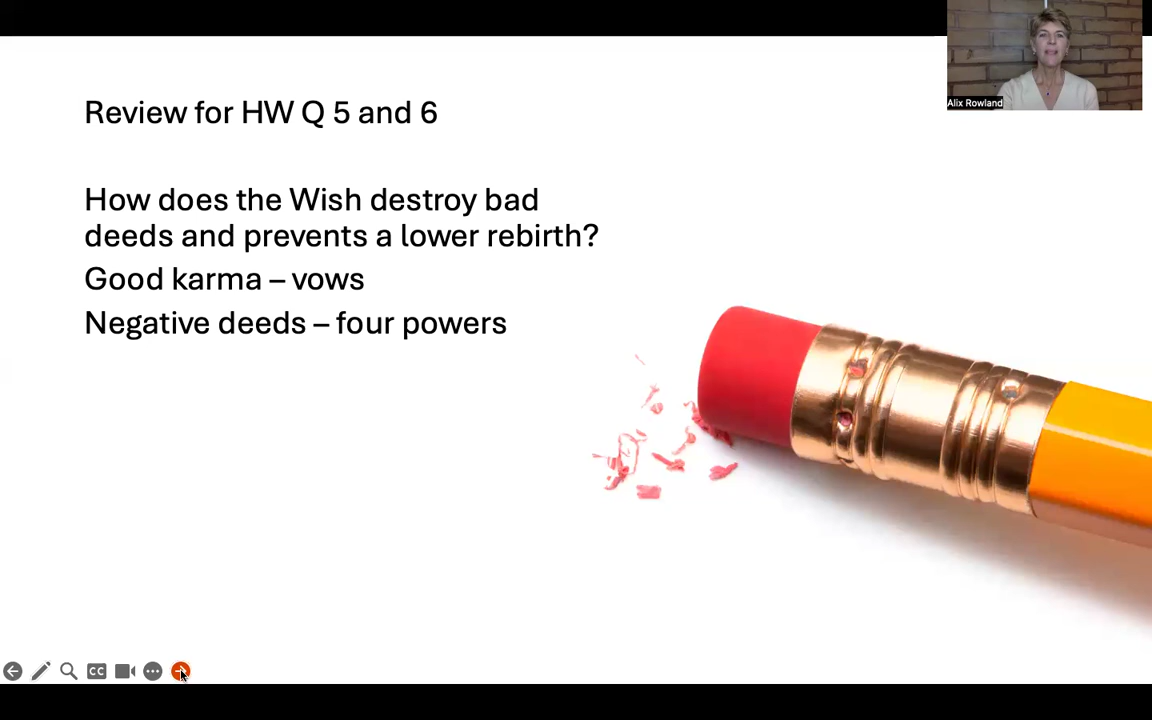 Alix Rowland
Review for HW Q 5 and 6
How does the Wish destroy bad
deeds and prevents a lower rebirth?
Good karma – vows
Negative deeds – four powers
CC